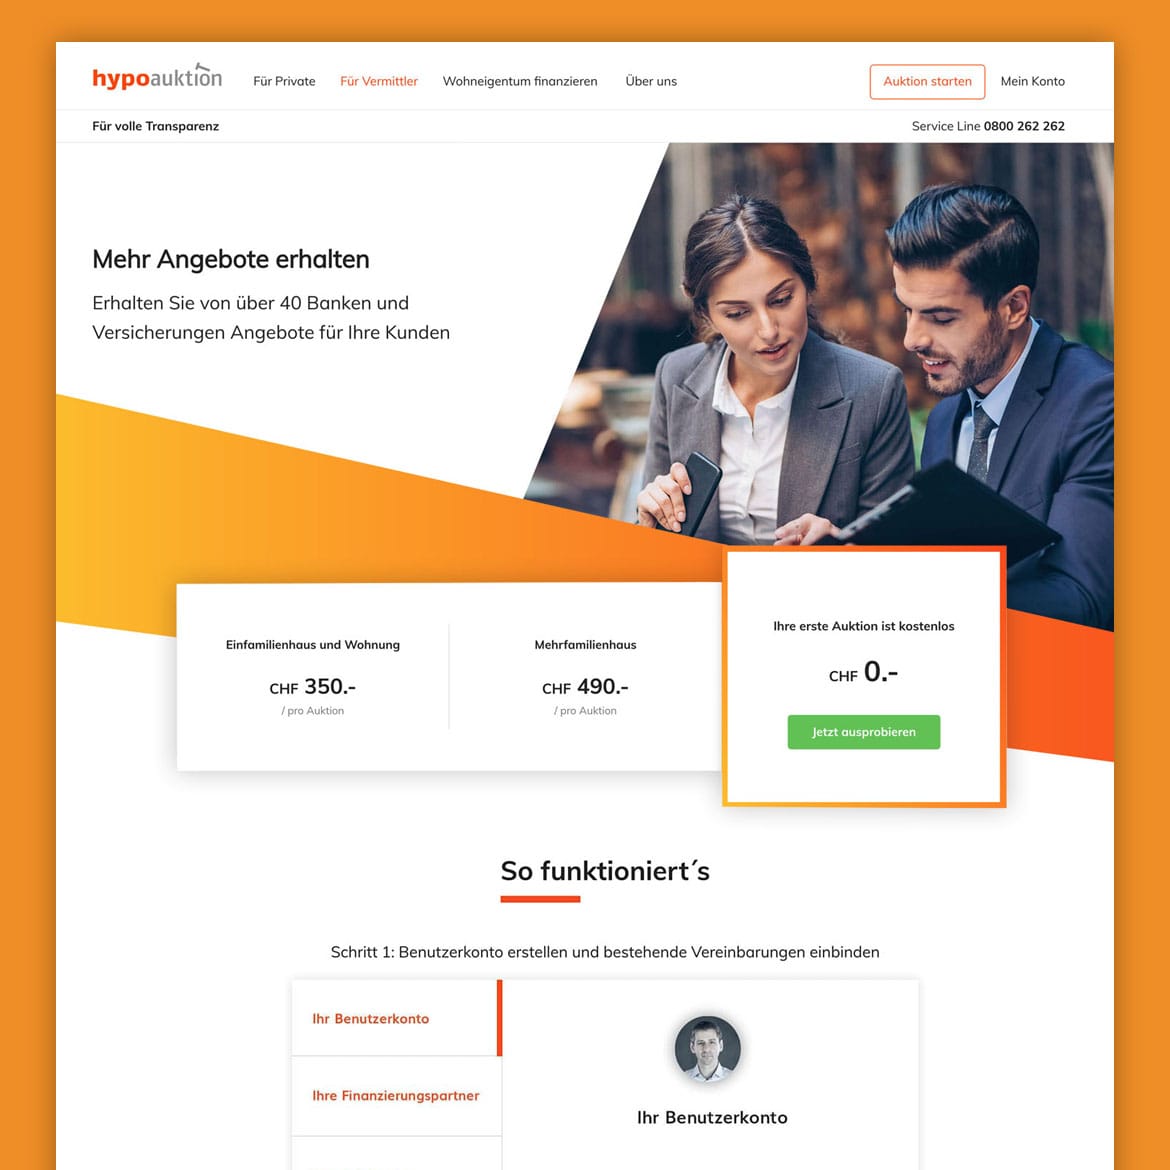 hypoauktion
Für Private
Für Vermittler
Wohneigentum finanzieren
Über uns
Auktion starten
Mein Konto
Für volle Transparenz
Service Line 0800 262 262
Mehr Angebote erhalten
Erhalten Sie von über 40 Banken und
Versicherungen Angebote für Ihre Kunden
Einfamilienhaus und Wohnung
CHF 350.-
/ pro Auktion
Mehrfamilienhaus
CHF 490.-
/ pro Auktion
Ihre erste Auktion ist kostenlos
CHF 0.-
Jetzt ausprobieren
So funktioniert´s
Schritt 1: Benutzerkonto erstellen und bestehende Vereinbarungen einbinden
Ihr Benutzerkonto
Ihre Finanzierungspartner
Ihr Benutzerkonto